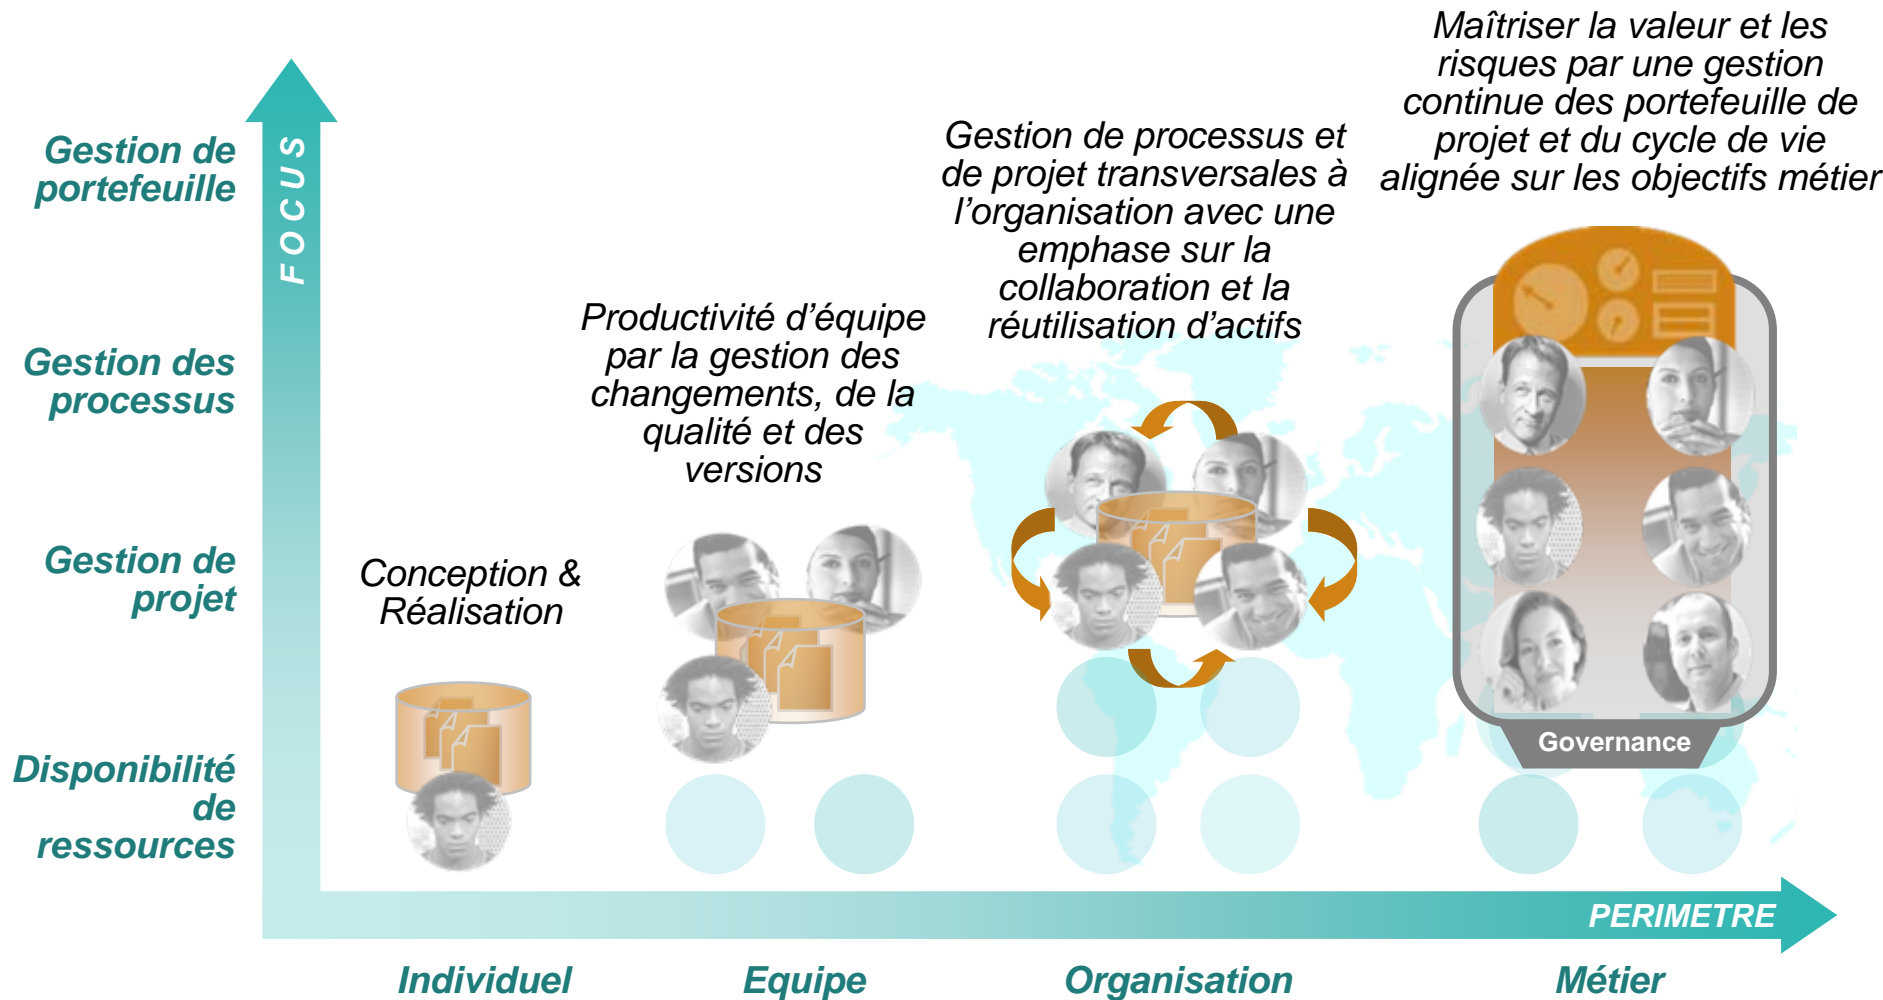 Maîtriser la valeur et les
risques par une gestion
continue des portefeuille de
projet et du cycle de vie
alignée sur les objectifs métier
Gestion de processus et
de projet transversales à
l’organisation avec une
emphase sur la
collaboration et la
réutilisation d’actifs
Productivité d’équipe
par la gestion des
changements, de la
qualité et des
versions
Conception &
Réalisation
FOCUS
Gestion de
portefeuille
Gestion des
processus
Gestion de
projet
Disponibilité
de
ressources
Governance
PERIMETRE
Individuel
Equipe
Organisation
Métier